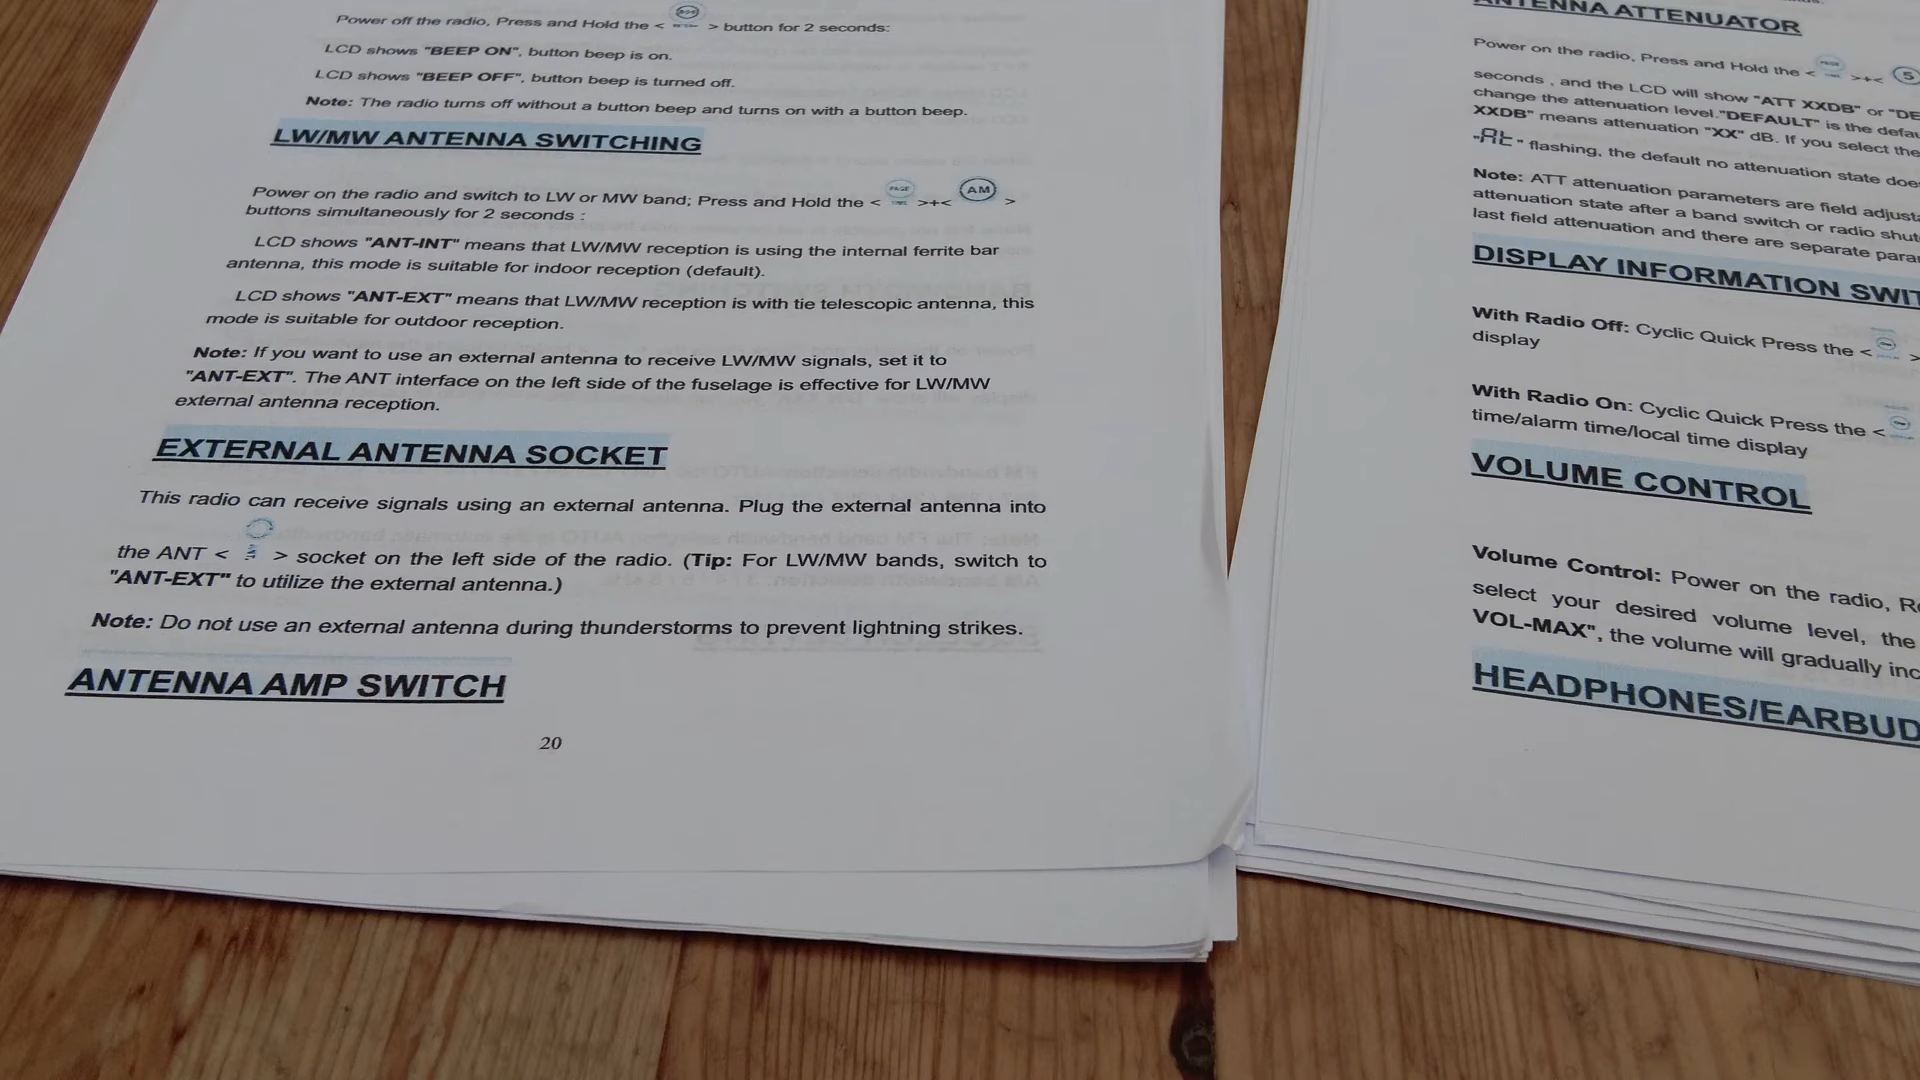 Power off the radio, Press and Hold the < > button for 2 seconds:
LCD shows "BEEP ON", button beep is on.
LCD shows "BEEP OFF", button beep is turned off.
Note: The radio turns off without a button beep and turns on with a button beep.
LW/MW ANTENNA SWITCHING
Power on the radio and switch to LW or MW band; Press and Hold the < PAGE >+< AM >
buttons simultaneously for 2 seconds :
LCD shows "ANT-INT" means that LW/MW reception is using the internal ferrite bar
antenna, this mode is suitable for indoor reception (default).
LCD shows "ANT-EXT" means that LW/MW reception is with tie telescopic antenna, this
mode is suitable for outdoor reception.
Note: If you want to use an external antenna to receive LW/MW signals, set it to
"ANT-EXT". The ANT interface on the left side of the fuselage is effective for LW/MW
external antenna reception.
EXTERNAL ANTENNA SOCKET
This radio can receive signals using an external antenna. Plug the external antenna into
the ANT < > socket on the left side of the radio. (Tip: For LW/MW bands, switch to
"ANT-EXT" to utilize the external antenna.)
Note: Do not use an external antenna during thunderstorms to prevent lightning strikes.
ANTENNA AMP SWITCH
20
ANTENNA ATTENUATOR
Power on the radio, Press and Hold the < PAGE >+< 5
seconds , and the LCD will show "ATT XXDB" or "DE
change the attenuation level."DEFAULT" is the defau
XXDB" means attenuation "XX" dB. If you select the
"At" flashing, the default no attenuation state doe
Note: ATT attenuation parameters are field adjusta
attenuation state after a band switch or radio shut
last field attenuation and there are separate para
DISPLAY INFORMATION SWIT
With Radio Off: Cyclic Quick Press the < >
display
With Radio On: Cyclic Quick Press the <
time/alarm time/local time display
VOLUME CONTROL
Volume Control: Power on the radio, R
select your desired volume level, the
VOL-MAX", the volume will gradually inc
HEADPHONES/EARBUD